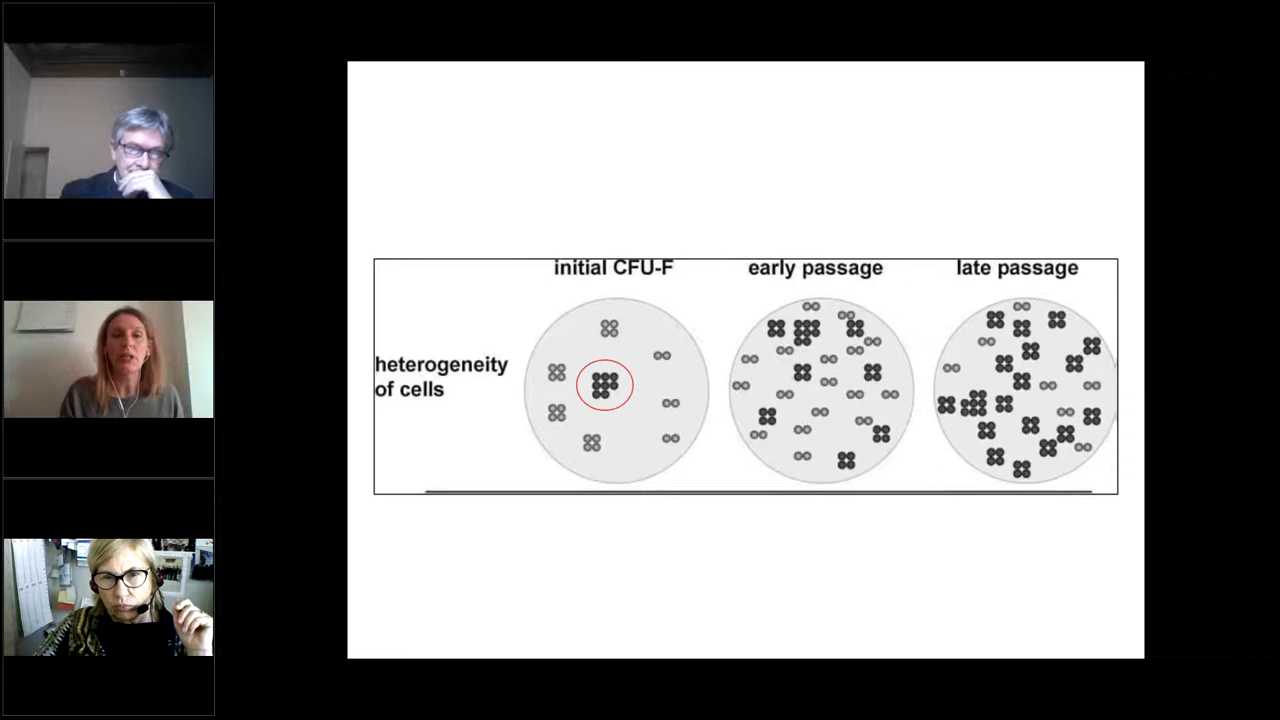 initial CFU-F
early passage
late passage
heterogeneity
of cells